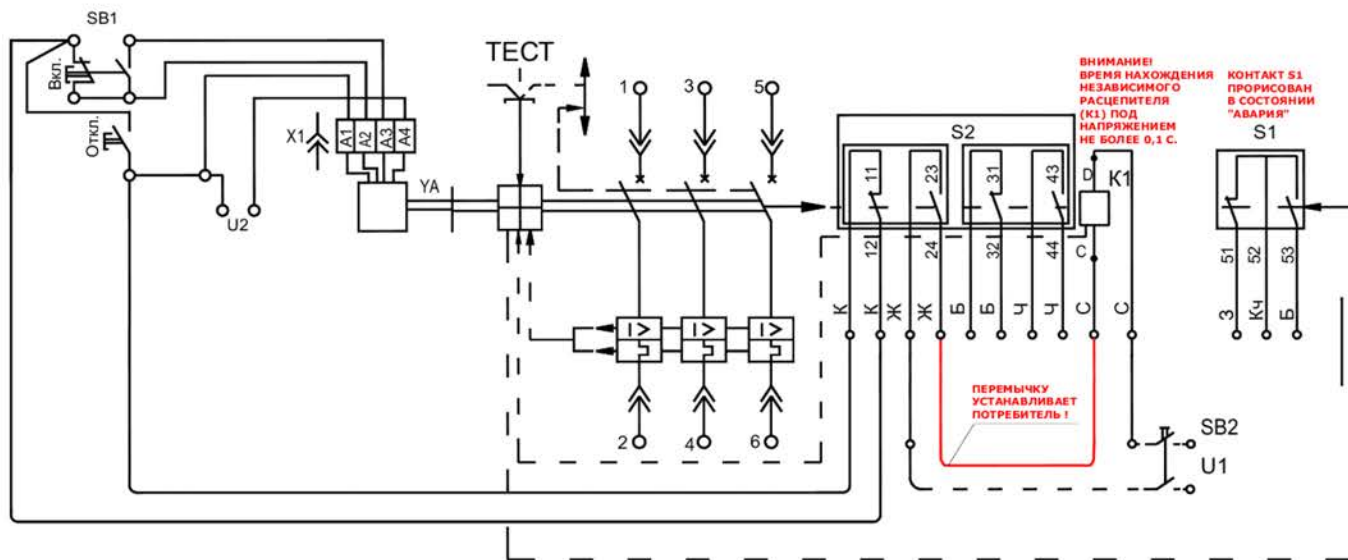 SB1
Вкл.
Откл.
X1
A1
A2
A3
A4
U2
YA
ТЕСТ
1
3
5
2
4
6
ВНИМАНИЕ!
ВРЕМЯ НАХОЖДЕНИЯ
НЕЗАВИСИМОГО
РАСЦЕПИТЕЛЯ
(К1) ПОД
НАПРЯЖЕНИЕМ
НЕ БОЛЕЕ 0,1 С.
КОНТАКТ S1
ПРОРИСОВАН
В СОСТОЯНИИ
"АВАРИЯ"
S2
S1
11
23
31
43
D
К1
12
24
32
44
C
51
52
53
К
К
Ж
Ж
Б
Б
Ч
Ч
С
С
З
Кч
Б
ПЕРЕМЫЧКУ
УСТАНАВЛИВАЕТ
ПОТРЕБИТЕЛЬ !
SB2
U1